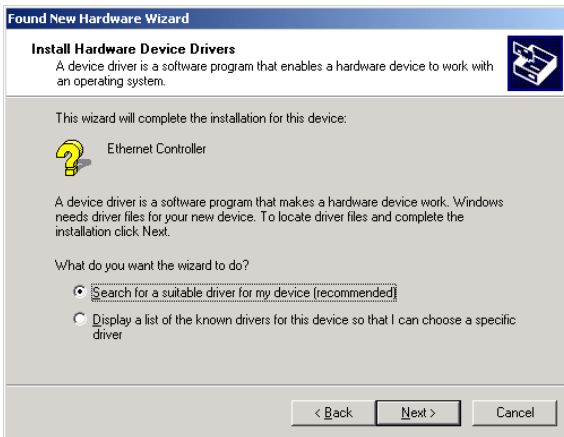 Found New Hardware Wizard
Install Hardware Device Drivers
A device driver is a software program that enables a hardware device to work with
an operating system.
This wizard will complete the installation for this device:
Ethernet Controller
A device driver is a software program that makes a hardware device work. Windows
needs driver files for your new device. To locate driver files and complete the
installation click Next.
What do you want the wizard to do?
Search for a suitable driver for my device (recommended)
Display a list of the known drivers for this device so that I can choose a specific
driver
< Back Next > Cancel